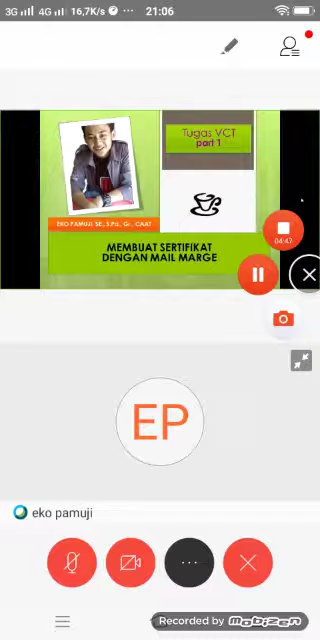 3G 4G 16,7K/s ··· 21:06
Tugas VCT
part 1
EKO PAMUJI SE, S.Pd., Gr., CAAT
MEMBUAT SERTIFIKAT
DENGAN MAIL MARGE
04:47
EP
eko pamuji
Recorded by Mobizen